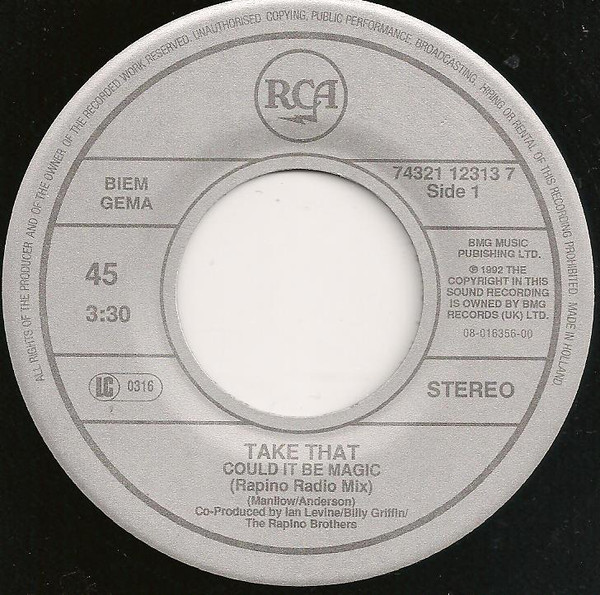 ALL RIGHTS OF THE PRODUCER AND OF THE OWNER OF THE RECORDED WORK RESERVED. UNAUTHORISED COPYING, PUBLIC PERFORMANCE, BROADCASTING, HIRING OR RENTAL OF THIS RECORDING PROHIBITED MADE IN HOLLAND
RCA
BIEM
GEMA
74321 12313 7
Side 1
45
3:30
BMG MUSIC
PUBISHING LTD.
℗ 1992 THE
COPYRIGHT IN THIS
SOUND RECORDING
IS OWNED BY BMG
RECORDS (UK) LTD.
08-016356-00
LC 0316
STEREO
TAKE THAT
COULD IT BE MAGIC
(Rapino Radio Mix)
(Manilow/Anderson)
Co-Produced by Ian Levine/Billy Griffin/
The Rapino Brothers